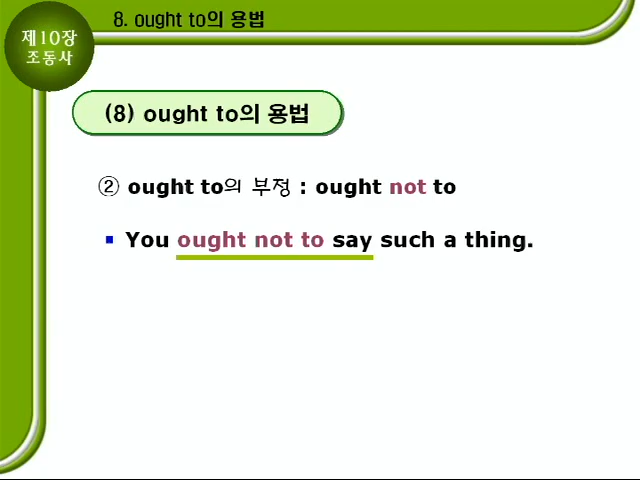 8. ought to의 용법
제10장
조동사
(8) ought to의 용법
② ought to의 부정 : ought not to
You ought not to say such a thing.